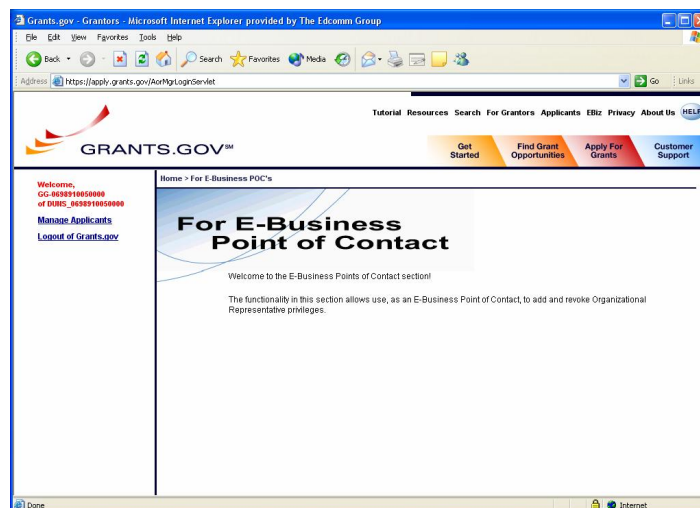 Grants.gov - Grantors - Microsoft Internet Explorer provided by The Edcomm Group
File Edit View Favorites Tools Help
Back Search Favorites Media
Address https://apply.grants.gov/AorMgrLoginServlet Go Links
Tutorial Resources Search For Grantors Applicants EBiz Privacy About Us HELP
GRANTS.GOV℠
Get Started
Find Grant Opportunities
Apply For Grants
Customer Support
Home > For E-Business POC's
Welcome,
GG-0698910050000
of DUNS_0698910050000
Manage Applicants
Logout of Grants.gov
For E-Business
Point of Contact
Welcome to the E-Business Points of Contact section!
The functionality in this section allows use, as an E-Business Point of Contact, to add and revoke Organizational
Representative privileges.
Done Internet